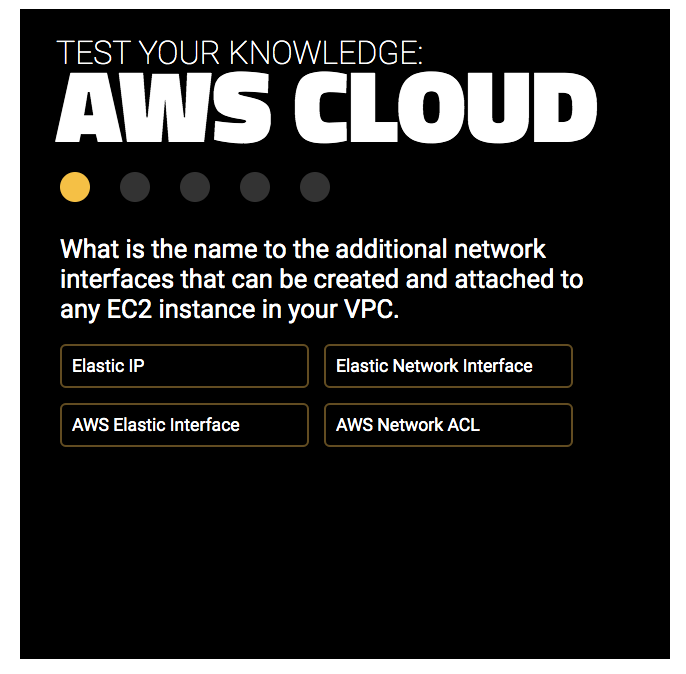 TEST YOUR KNOWLEDGE:
AWS CLOUD
What is the name to the additional network
interfaces that can be created and attached to
any EC2 instance in your VPC.
Elastic IP
Elastic Network Interface
AWS Elastic Interface
AWS Network ACL